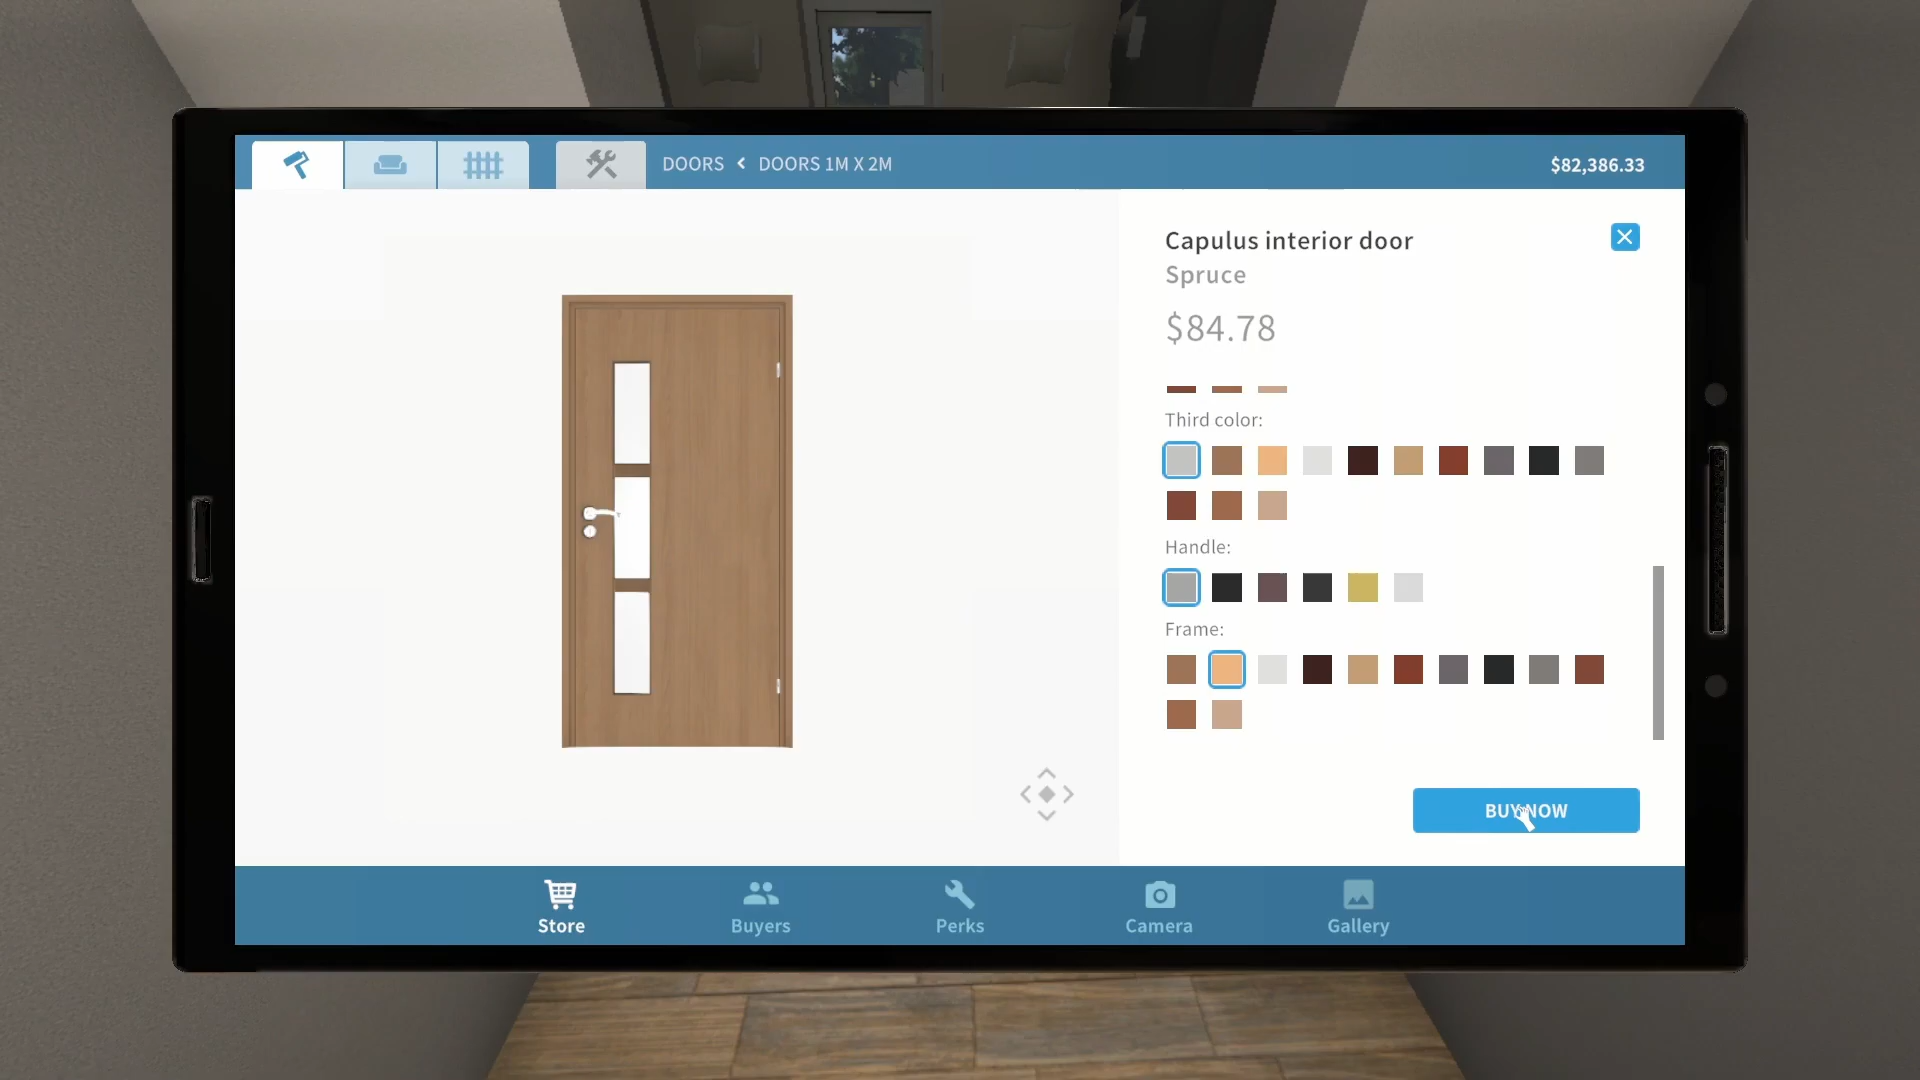 DOORS < DOORS 1M X 2M
$82,386.33
Capulus interior door
Spruce
$84.78
Third color:
Handle:
Frame:
BUY NOW
Store
Buyers
Perks
Camera
Gallery